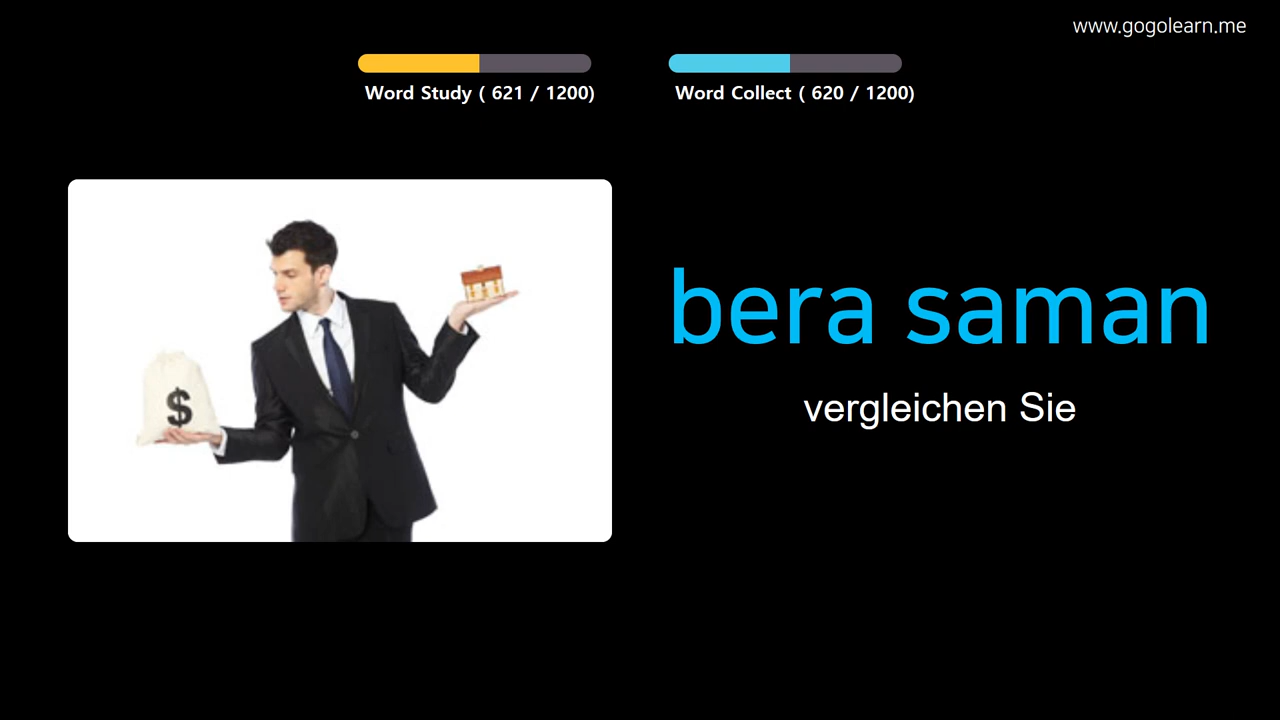 www.gogolearn.me
Word Study ( 621 / 1200)
Word Collect ( 620 / 1200)
$
bera saman
vergleichen Sie